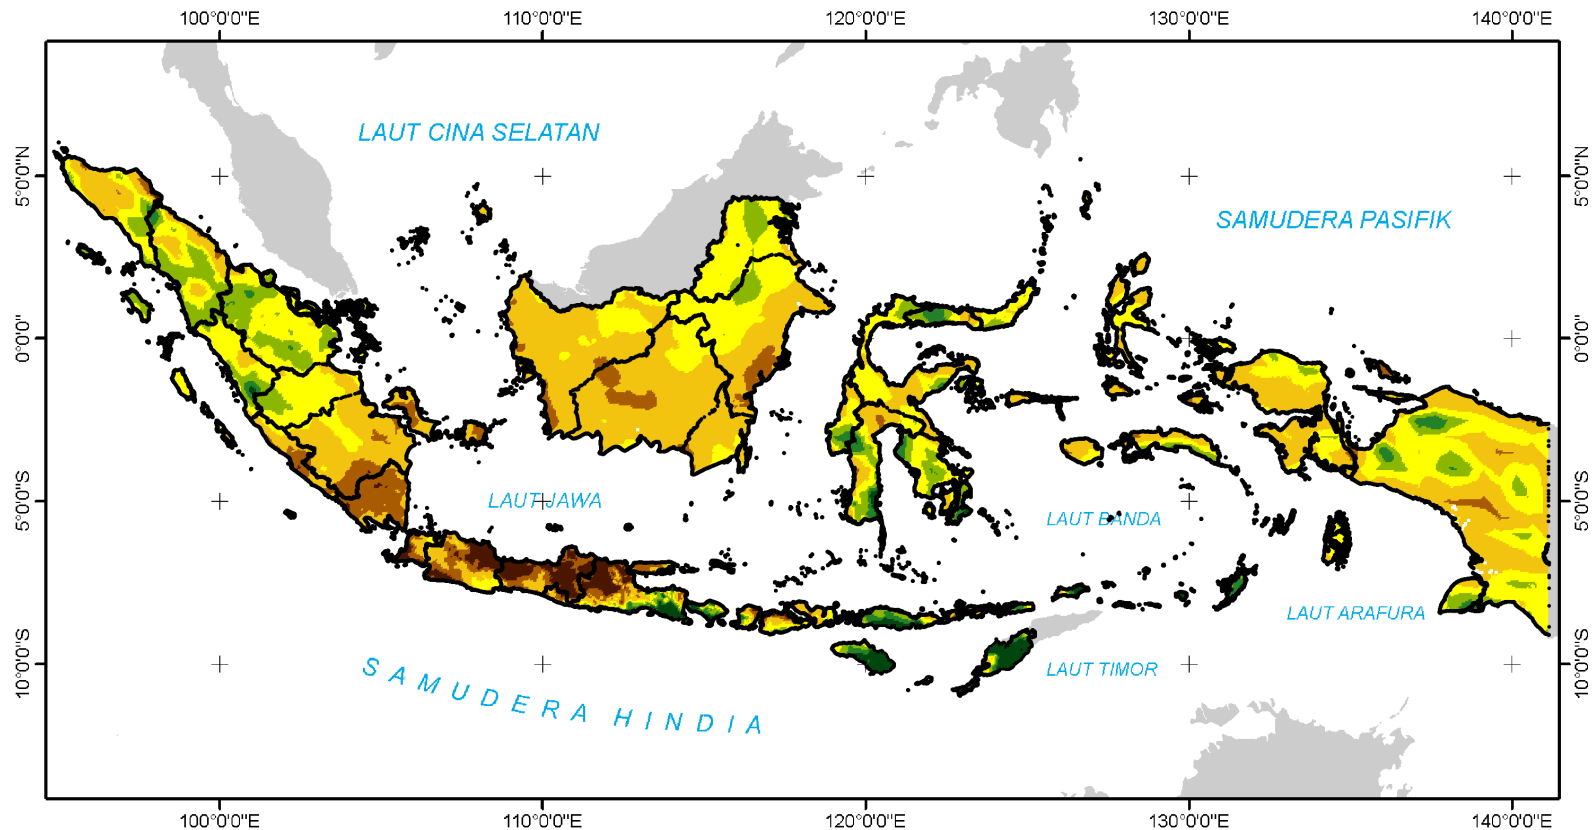 100°0'0"E 110°0'0"E 120°0'0"E 130°0'0"E 140°0'0"E
LAUT CINA SELATAN
5°0'0"N 5°0'0"N
SAMUDERA PASIFIK
0°0'0" 0°0'0"
LAUT JAWA
5°0'0"S 5°0'0"S
LAUT BANDA
LAUT ARAFURA
10°0'0"S 10°0'0"S
LAUT TIMOR
SAMUDERA HINDIA
100°0'0"E 110°0'0"E 120°0'0"E 130°0'0"E 140°0'0"E